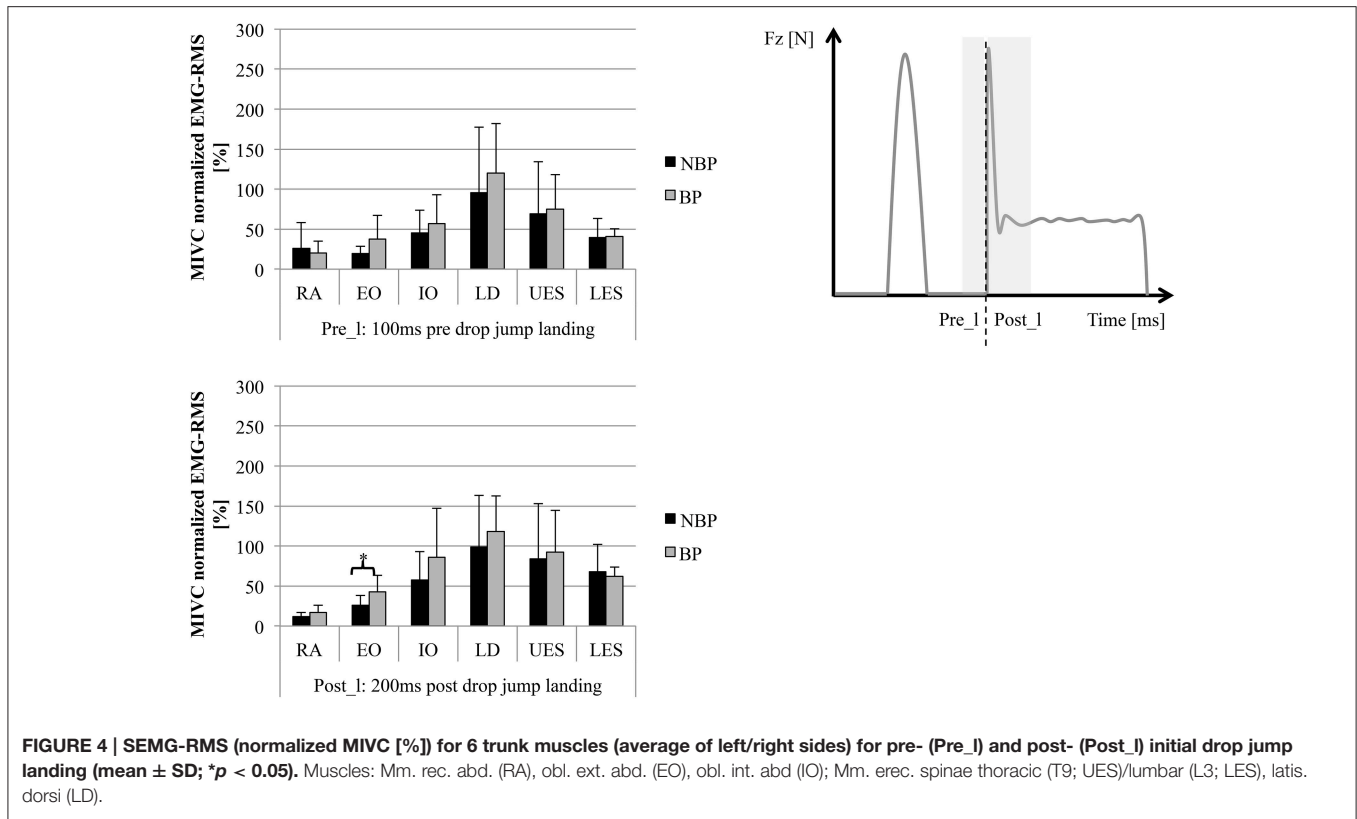 MIVC normalized EMG-RMS
[%]
300
250
200
150
100
50
0
RA EO IO LD UES LES
Pre_l: 100ms pre drop jump landing
NBP
BP
Fz [N]
Pre_l Post_l Time [ms]
MIVC normalized EMG-RMS
[%]
300
250
200
150
100
50
0
*
RA EO IO LD UES LES
Post_l: 200ms post drop jump landing
NBP
BP
FIGURE 4 | SEMG-RMS (normalized MIVC [%]) for 6 trunk muscles (average of left/right sides) for pre- (Pre_l) and post- (Post_l) initial drop jump
landing (mean ± SD; *p < 0.05). Muscles: Mm. rec. abd. (RA), obl. ext. abd. (EO), obl. int. abd (IO); Mm. erec. spinae thoracic (T9; UES)/lumbar (L3; LES), latis.
dorsi (LD).